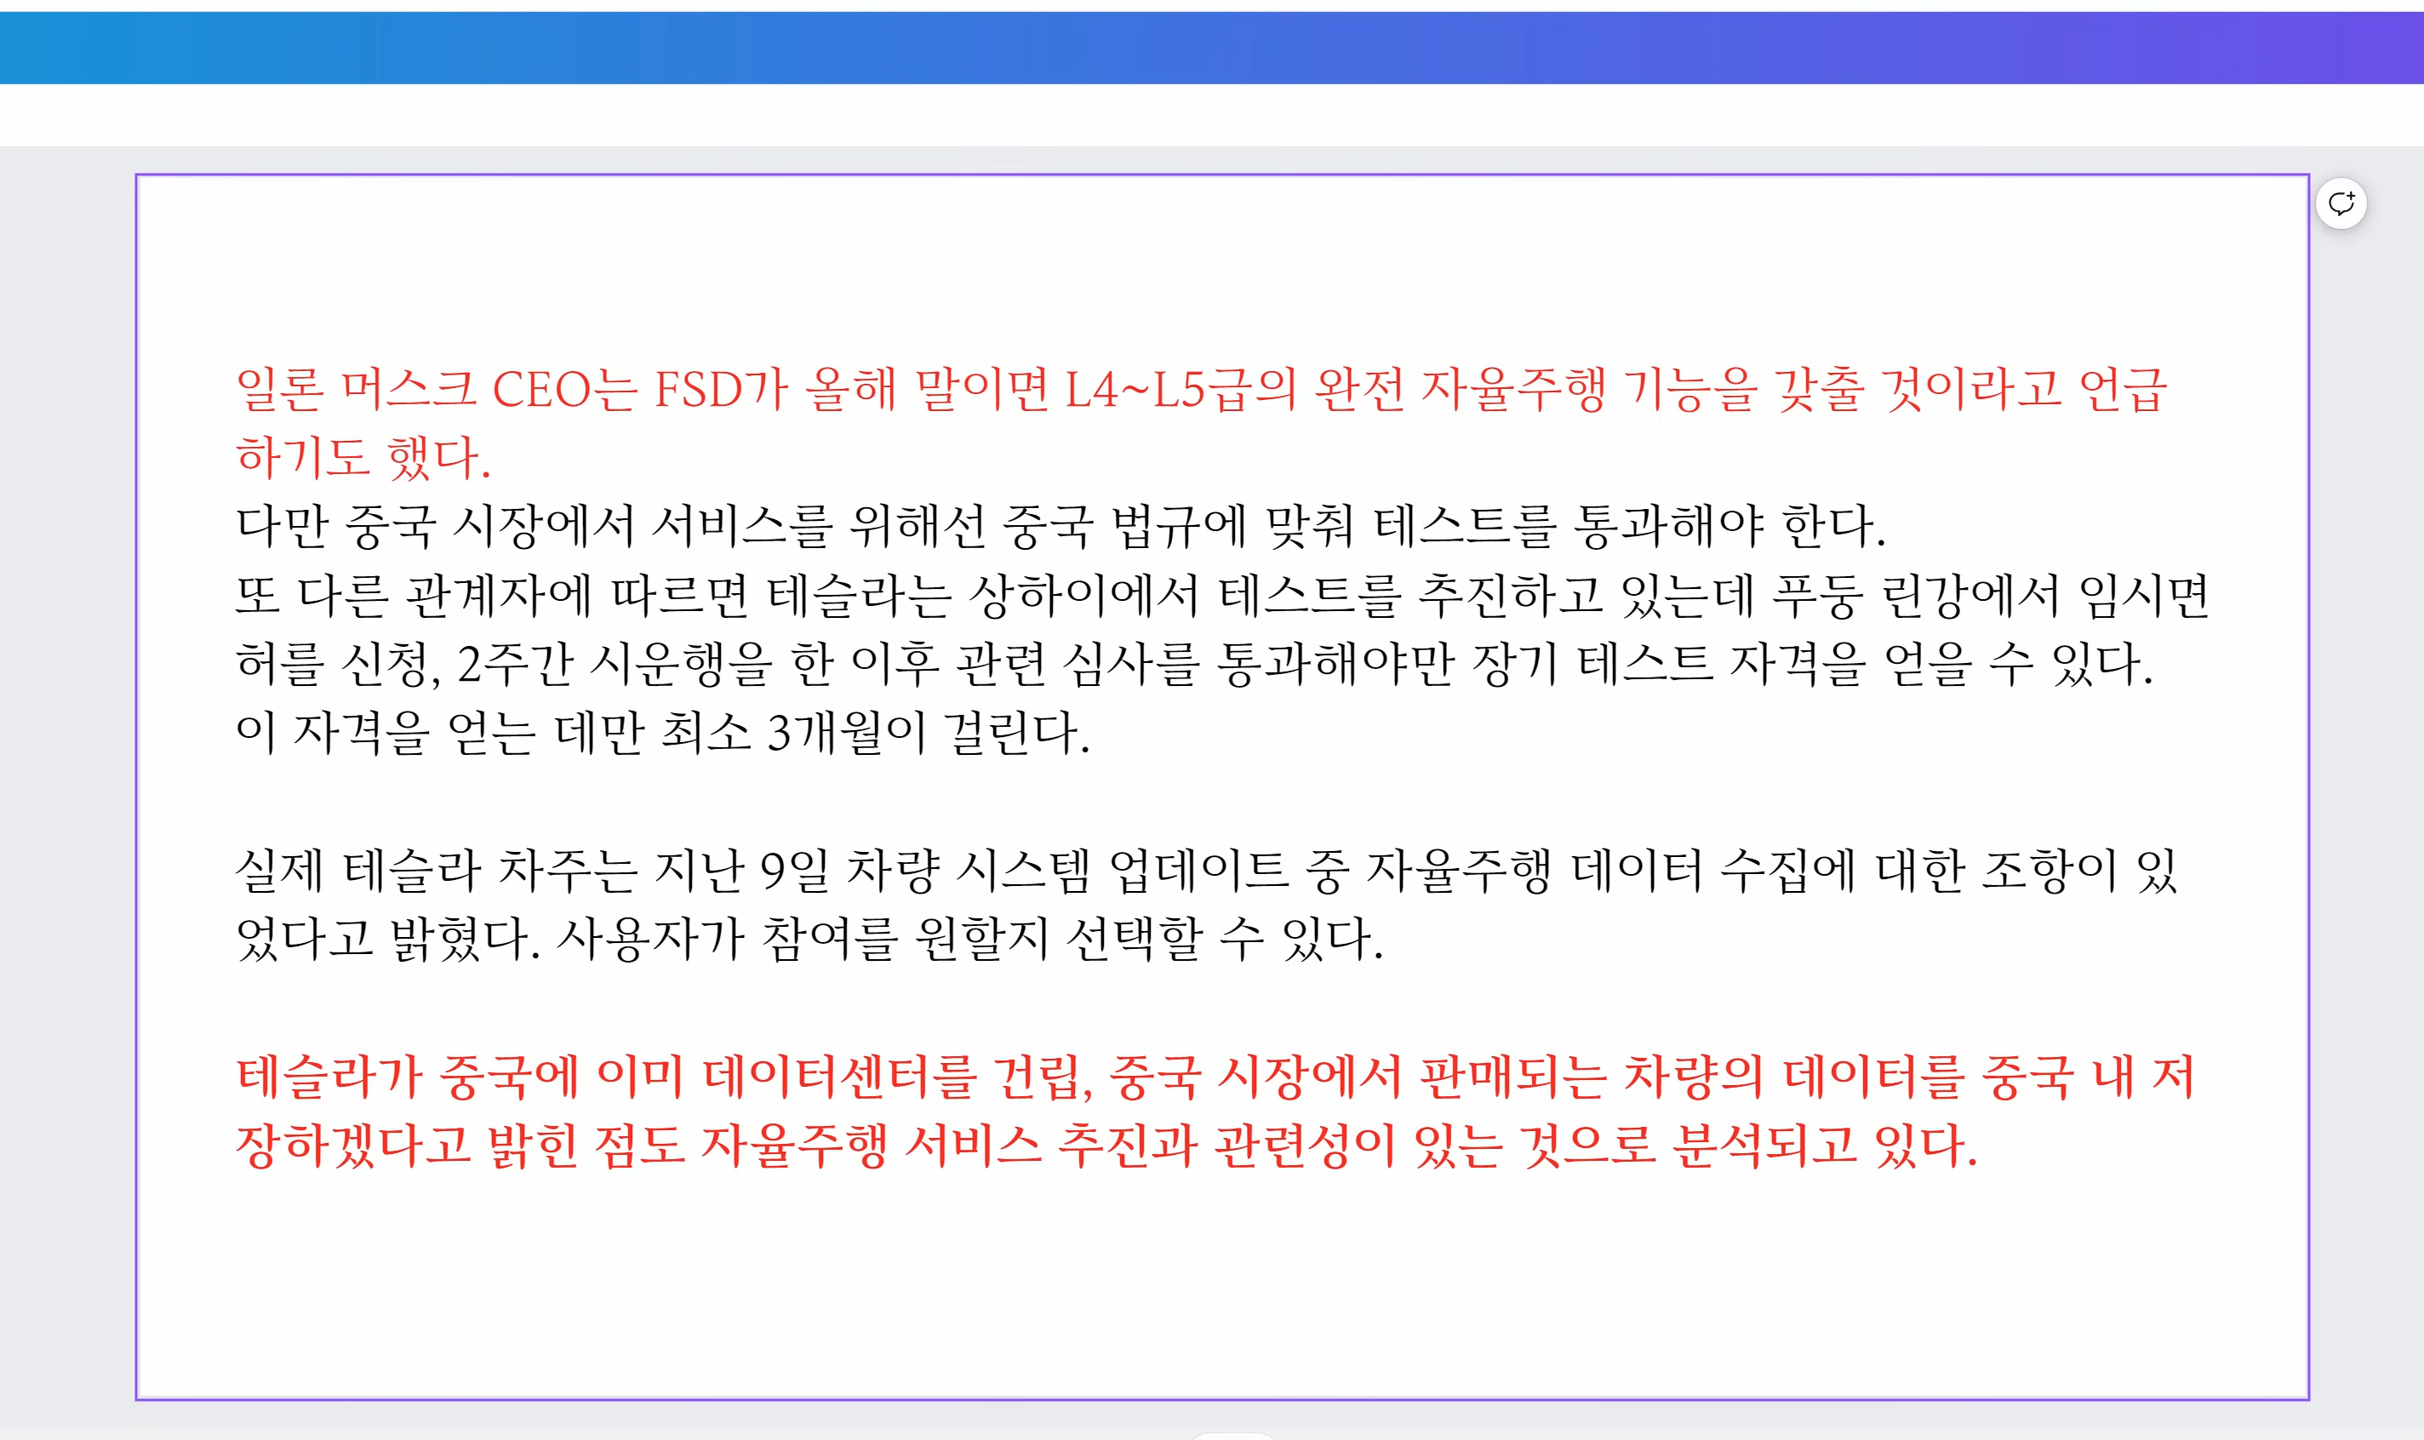 일론 머스크 CEO는 FSD가 올해 말이면 L4~L5급의 완전 자율주행 기능을 갖출 것이라고 언급
하기도 했다.
다만 중국 시장에서 서비스를 위해선 중국 법규에 맞춰 테스트를 통과해야 한다.
또 다른 관계자에 따르면 테슬라는 상하이에서 테스트를 추진하고 있는데 푸둥 린강에서 임시면
허를 신청, 2주간 시운행을 한 이후 관련 심사를 통과해야만 장기 테스트 자격을 얻을 수 있다.
이 자격을 얻는 데만 최소 3개월이 걸린다.
실제 테슬라 차주는 지난 9일 차량 시스템 업데이트 중 자율주행 데이터 수집에 대한 조항이 있
었다고 밝혔다. 사용자가 참여를 원할지 선택할 수 있다.
테슬라가 중국에 이미 데이터센터를 건립, 중국 시장에서 판매되는 차량의 데이터를 중국 내 저
장하겠다고 밝힌 점도 자율주행 서비스 추진과 관련성이 있는 것으로 분석되고 있다.